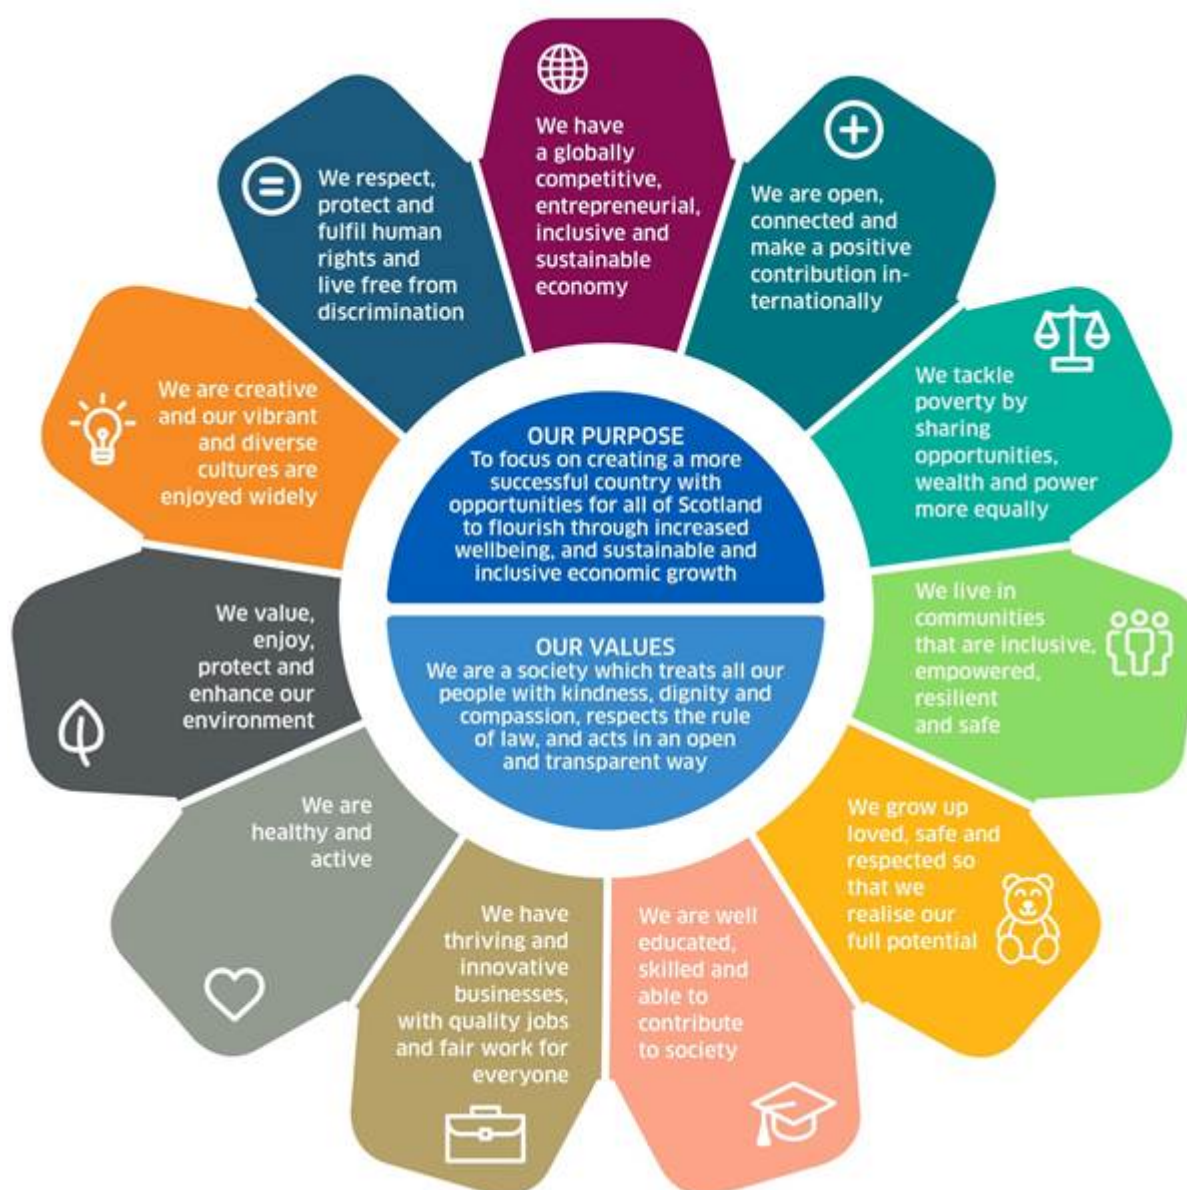 We have
a globally
competitive,
entrepreneurial,
inclusive and
sustainable
economy
We are open,
connected and
make a positive
contribution in-
ternationally
We tackle
poverty by
sharing
opportunities,
wealth and power
more equally
We live in
communities
that are inclusive,
empowered,
resilient
and safe
We grow up
loved, safe and
respected so
that we
realise our
full potential
We are well
educated,
skilled and
able to
contribute
to society
We have
thriving and
innovative
businesses,
with quality jobs
and fair work for
everyone
We are
healthy and
active
We value,
enjoy,
protect and
enhance our
environment
We are creative
and our vibrant
and diverse
cultures are
enjoyed widely
We respect,
protect and
fulfil human
rights and
live free from
discrimination
OUR PURPOSE
To focus on creating a more
successful country with
opportunities for all of Scotland
to flourish through increased
wellbeing, and sustainable and
inclusive economic growth
OUR VALUES
We are a society which treats all our
people with kindness, dignity and
compassion, respects the rule
of law, and acts in an open
and transparent way